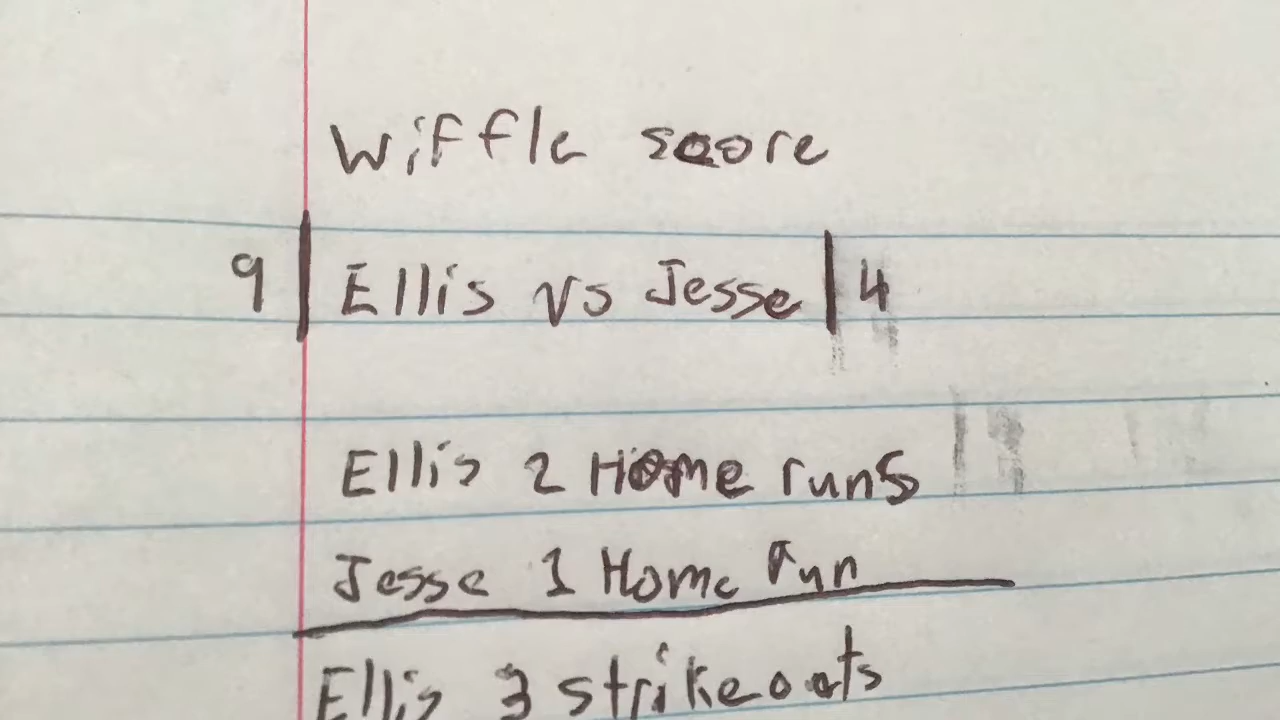 Wiffle score
9 | Ellis vs Jesse | 4
Ellis 2 Home runs
Jesse 1 Home run
Ellis 3 strikeouts